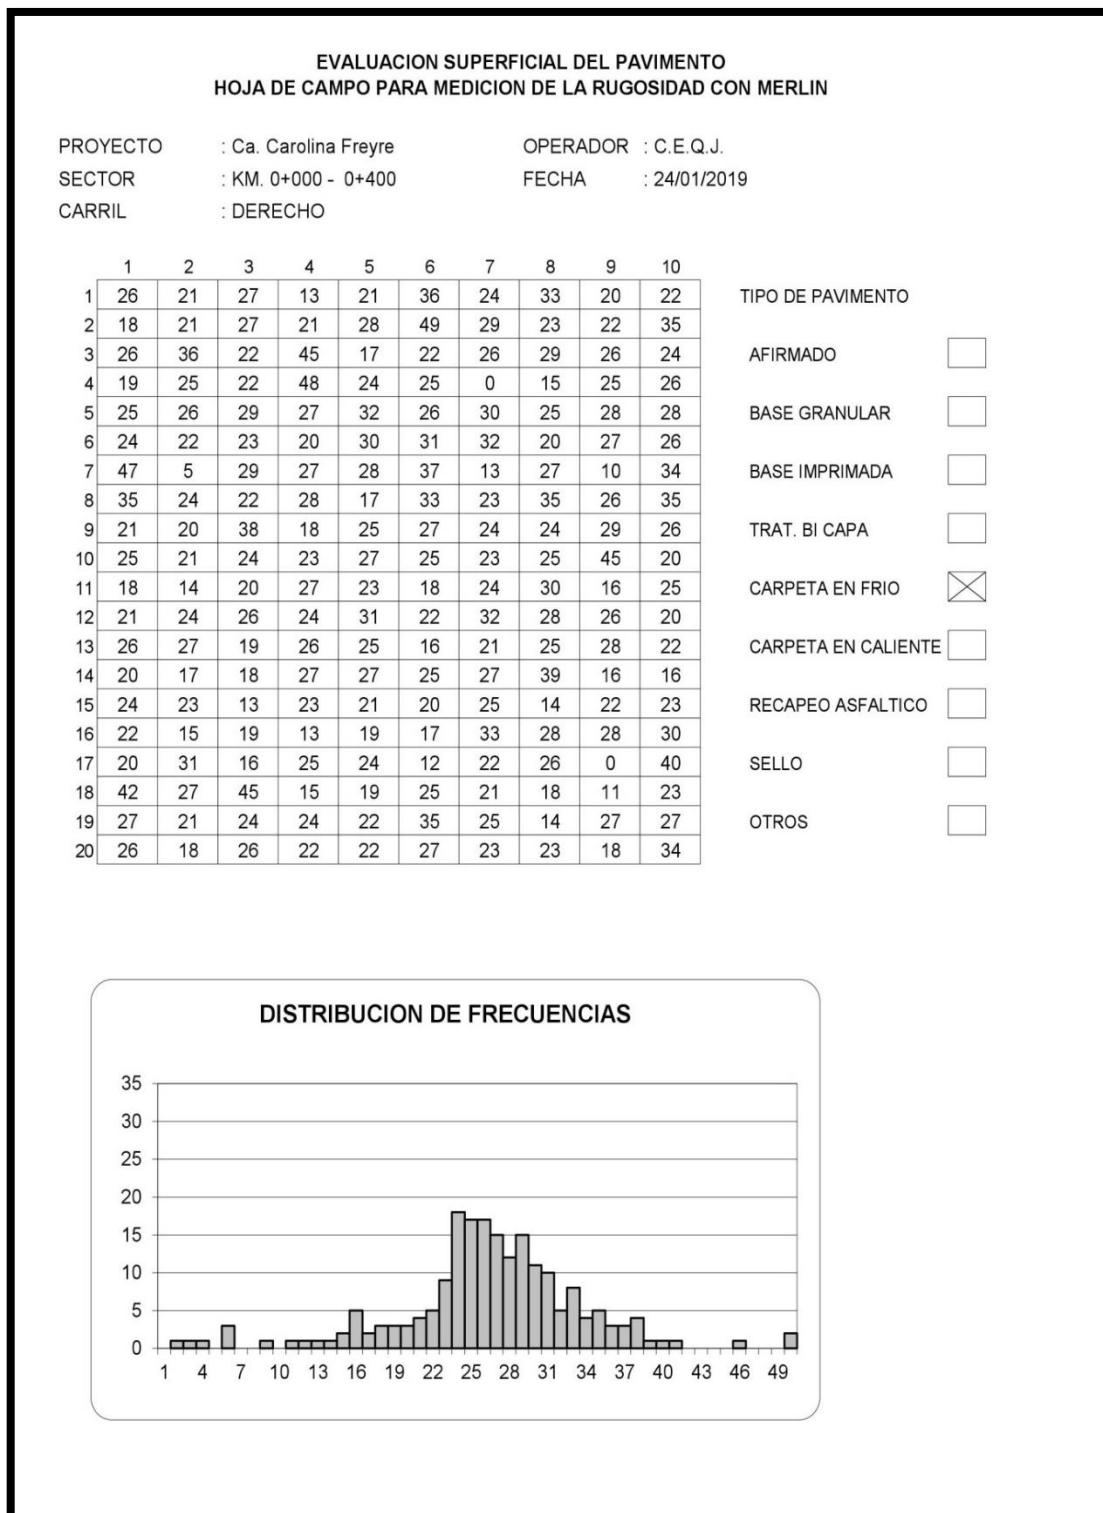 EVALUACION SUPERFICIAL DEL PAVIMENTO
HOJA DE CAMPO PARA MEDICION DE LA RUGOSIDAD CON MERLIN
PROYECTO : Ca. Carolina Freyre OPERADOR : C.E.Q.J.
SECTOR : KM. 0+000 - 0+400 FECHA : 24/01/2019
CARRIL : DERECHO
1 2 3 4 5 6 7 8 9 10
1 26 21 27 13 21 36 24 33 20 22 TIPO DE PAVIMENTO
2 18 21 27 21 28 49 29 23 22 35
3 26 36 22 45 17 22 26 29 26 24 AFIRMADO
4 19 25 22 48 24 25 0 15 25 26
5 25 26 29 27 32 26 30 25 28 28 BASE GRANULAR
6 24 22 23 20 30 31 32 20 27 26
7 47 5 29 27 28 37 13 27 10 34 BASE IMPRIMADA
8 35 24 22 28 17 33 23 35 26 35
9 21 20 38 18 25 27 24 24 29 26 TRAT. BI CAPA
10 25 21 24 23 27 25 23 25 45 20
11 18 14 20 27 23 18 24 30 16 25 CARPETA EN FRIO
12 21 24 26 24 31 22 32 28 26 20
13 26 27 19 26 25 16 21 25 28 22 CARPETA EN CALIENTE
14 20 17 18 27 27 25 27 39 16 16
15 24 23 13 23 21 20 25 14 22 23 RECAPEO ASFALTICO
16 22 15 19 13 19 17 33 28 28 30
17 20 31 16 25 24 12 22 26 0 40 SELLO
18 42 27 45 15 19 25 21 18 11 23
19 27 21 24 24 22 35 25 14 27 27 OTROS
20 26 18 26 22 22 27 23 23 18 34
DISTRIBUCION DE FRECUENCIAS
35
30
25
20
15
10
5
0
1 4 7 10 13 16 19 22 25 28 31 34 37 40 43 46 49